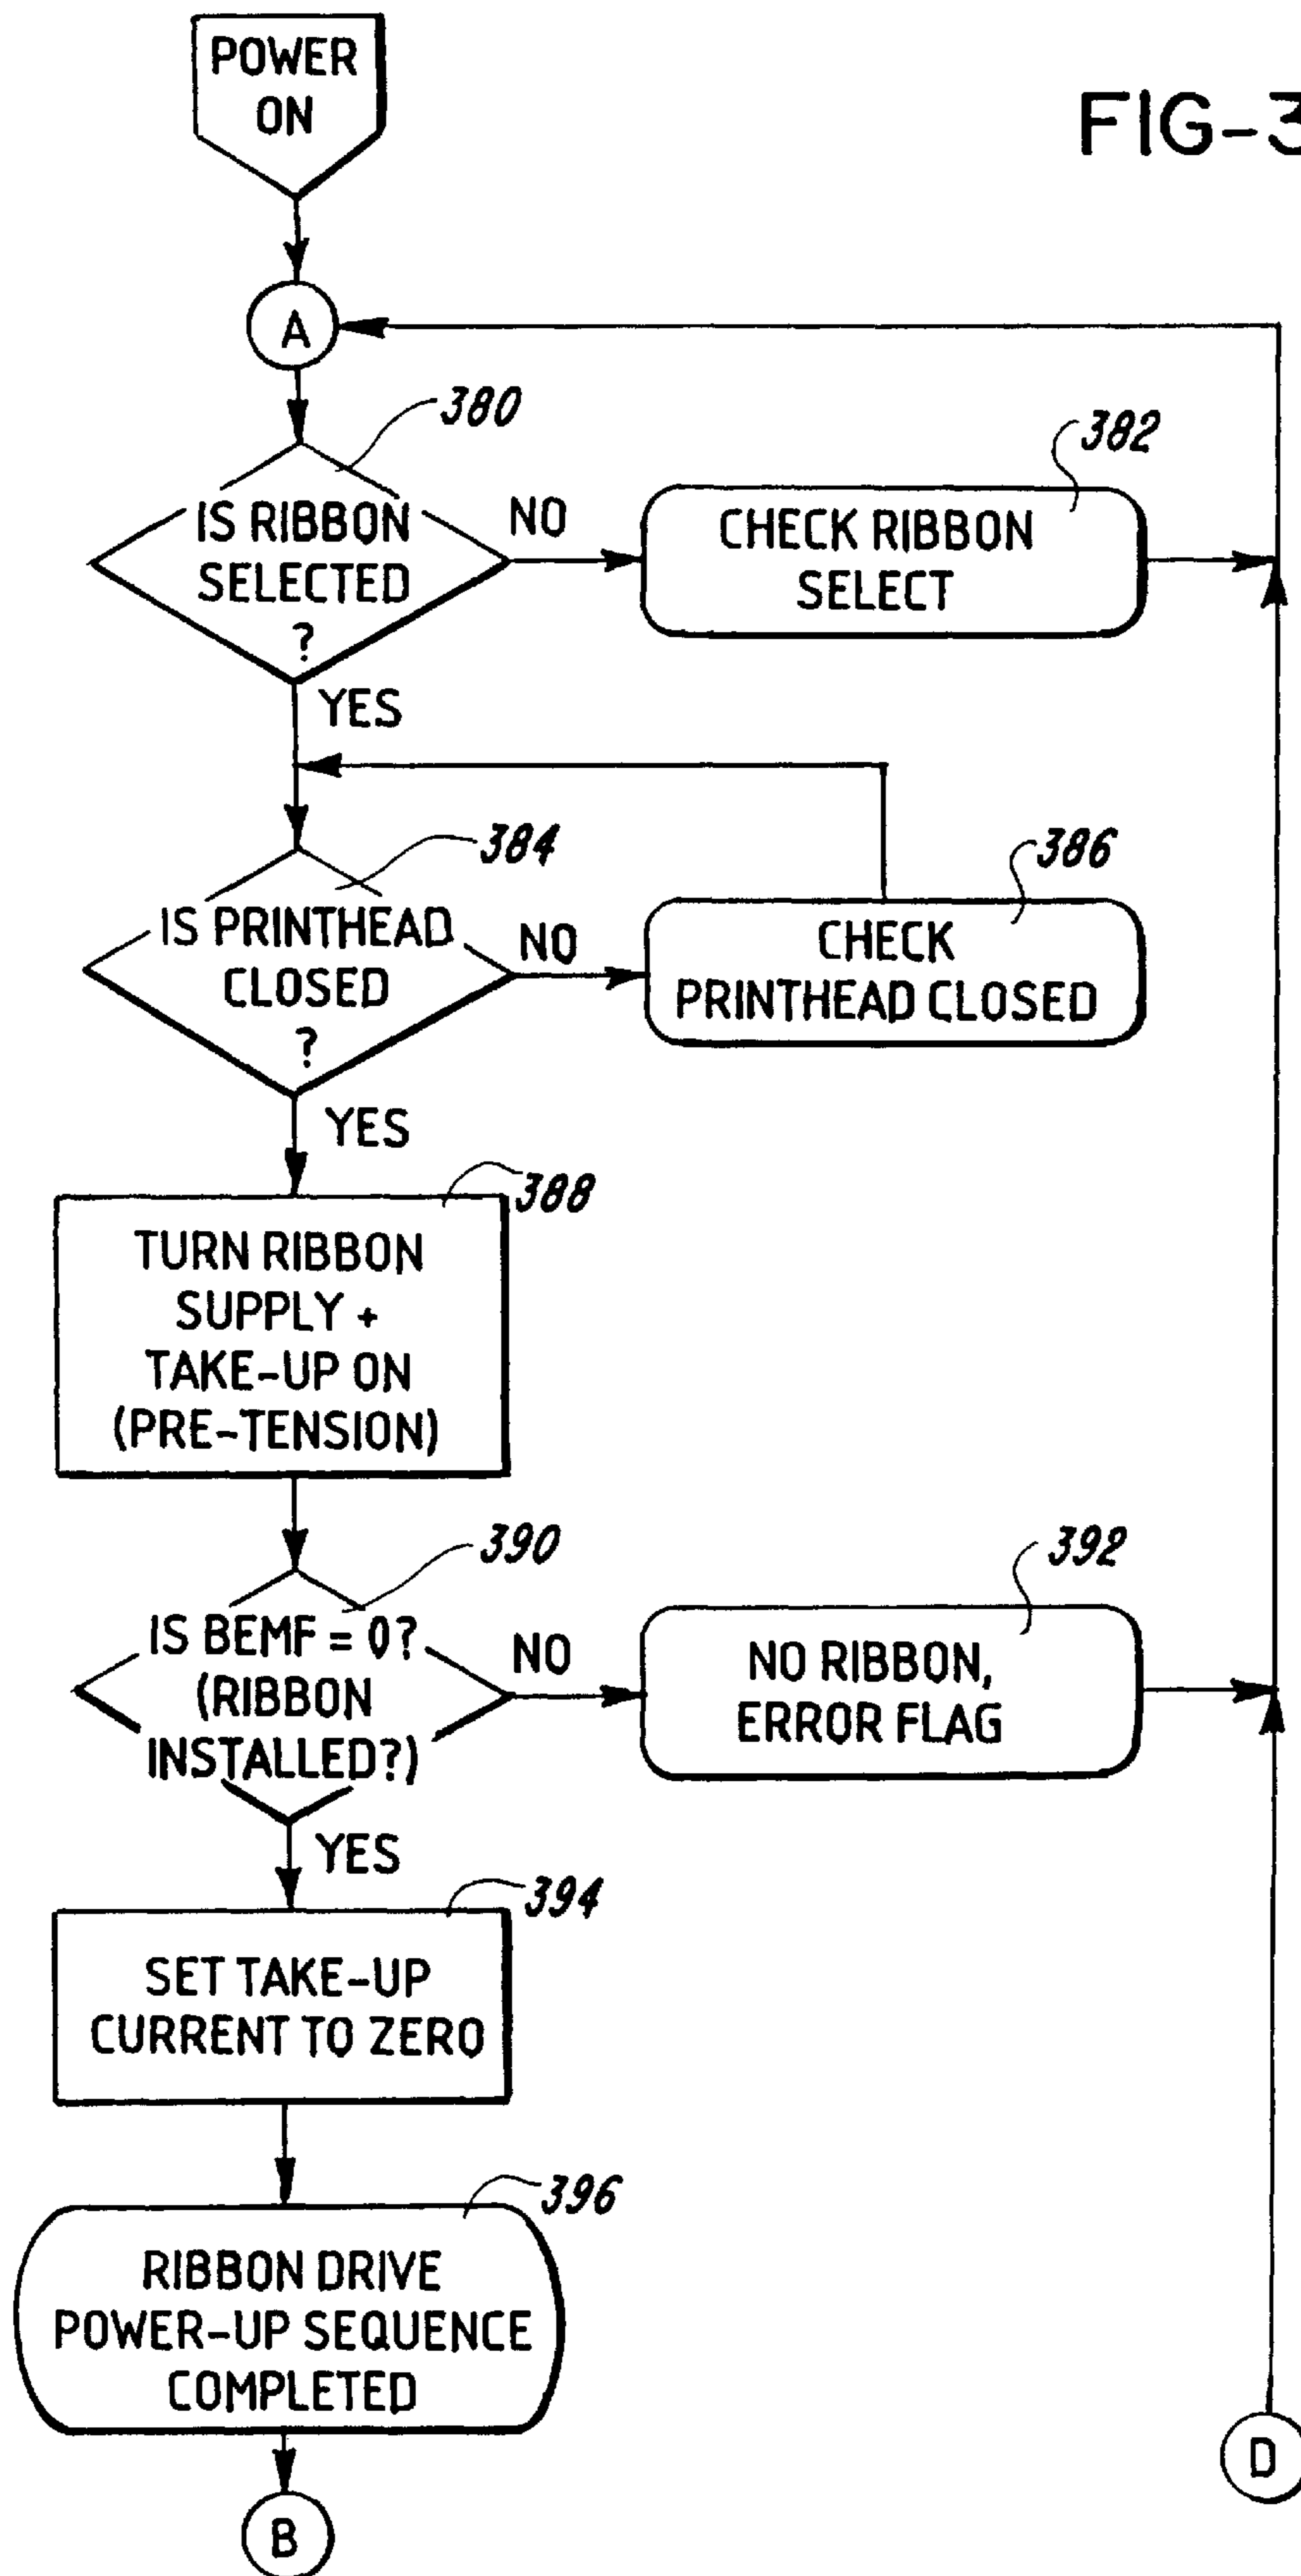 POWER
ON
FIG-3
A
380
IS RIBBON
SELECTED
?
NO
382
CHECK RIBBON
SELECT
YES
384
IS PRINTHEAD
CLOSED
?
NO
386
CHECK
PRINTHEAD CLOSED
YES
388
TURN RIBBON
SUPPLY +
TAKE-UP ON
(PRE-TENSION)
390
IS BEMF = 0?
(RIBBON
INSTALLED?)
NO
392
NO RIBBON,
ERROR FLAG
YES
394
SET TAKE-UP
CURRENT TO ZERO
396
RIBBON DRIVE
POWER-UP SEQUENCE
COMPLETED
D
B